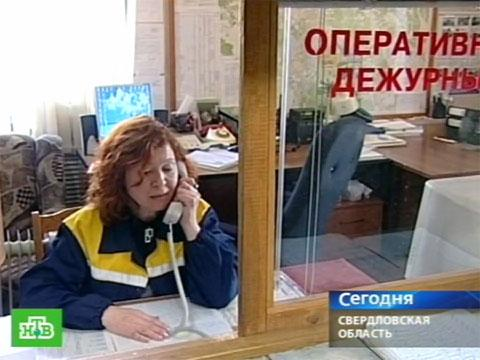 ОПЕРАТИВН
ДЕЖУРНЫ
Сегодня
СВЕРДЛОВСКАЯ
ОБЛАСТЬ
НТВ